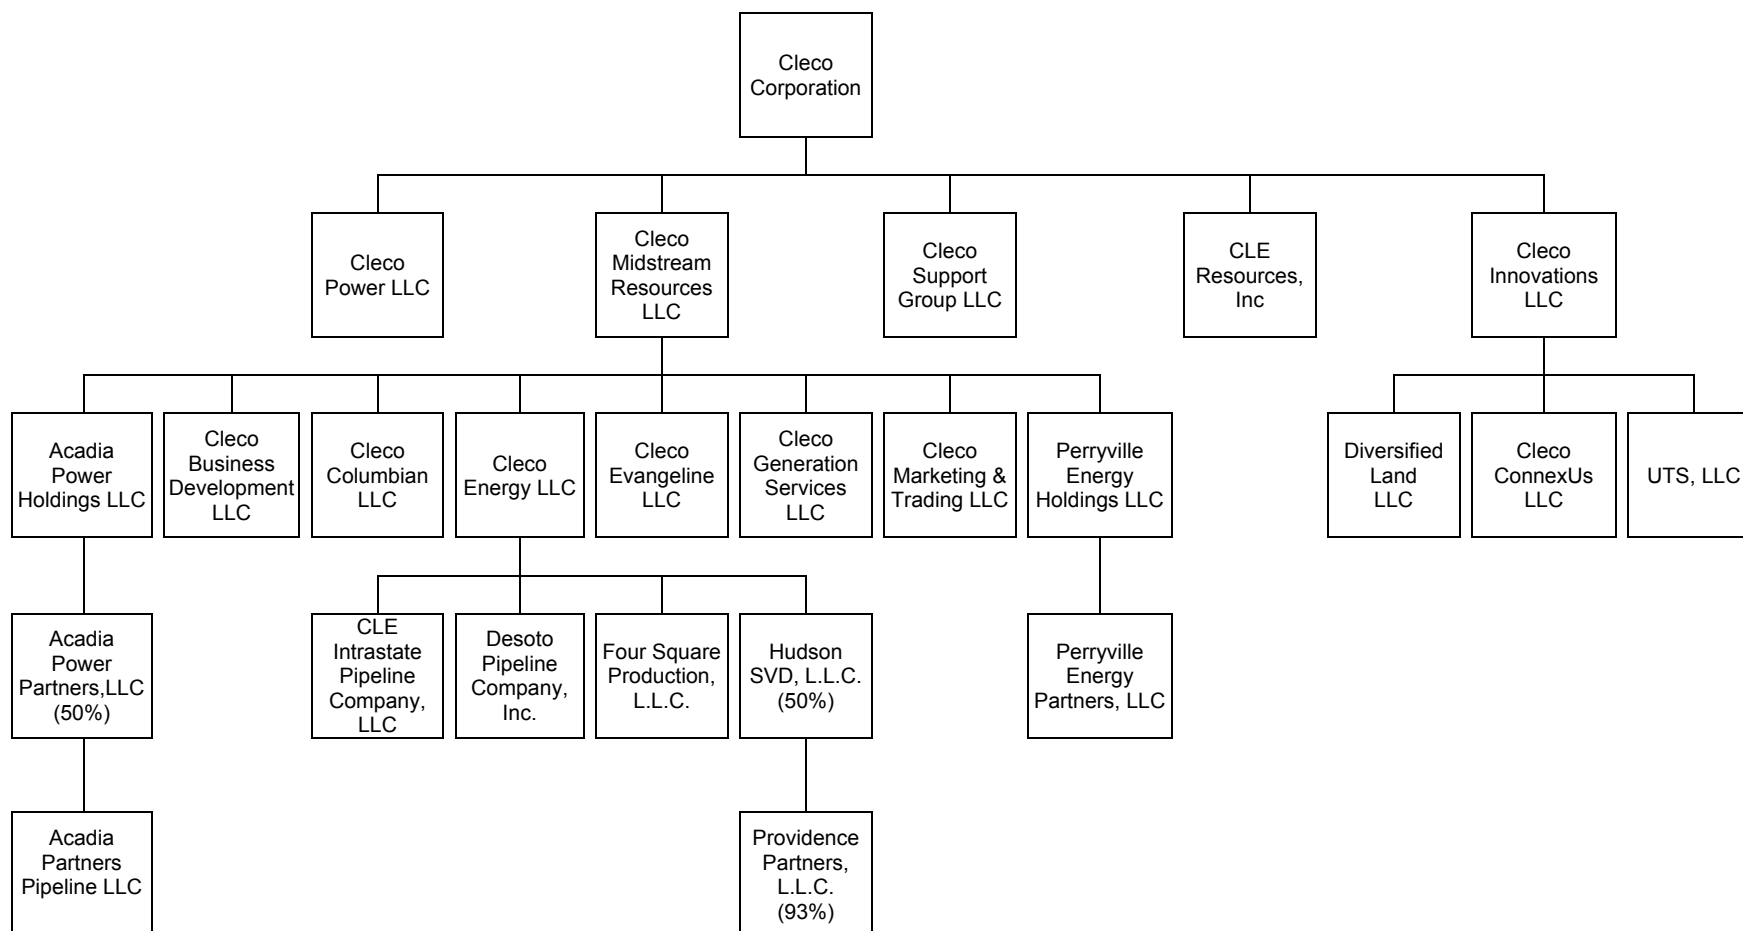 Cleco
Corporation
Cleco
Power LLC
Cleco
Midstream
Resources
LLC
Cleco
Support
Group LLC
CLE
Resources,
Inc
Cleco
Innovations
LLC
Acadia
Power
Holdings LLC
Cleco
Business
Development
LLC
Cleco
Columbian
LLC
Cleco
Energy LLC
Cleco
Evangeline
LLC
Cleco
Generation
Services
LLC
Cleco
Marketing &
Trading LLC
Perryville
Energy
Holdings LLC
Diversified
Land
LLC
Cleco
ConnexUs
LLC
UTS, LLC
Acadia
Power
Partners,LLC
(50%)
CLE
Intrastate
Pipeline
Company,
LLC
Desoto
Pipeline
Company,
Inc.
Four Square
Production,
L.L.C.
Hudson
SVD, L.L.C.
(50%)
Perryville
Energy
Partners, LLC
Acadia
Partners
Pipeline LLC
Providence
Partners,
L.L.C.
(93%)